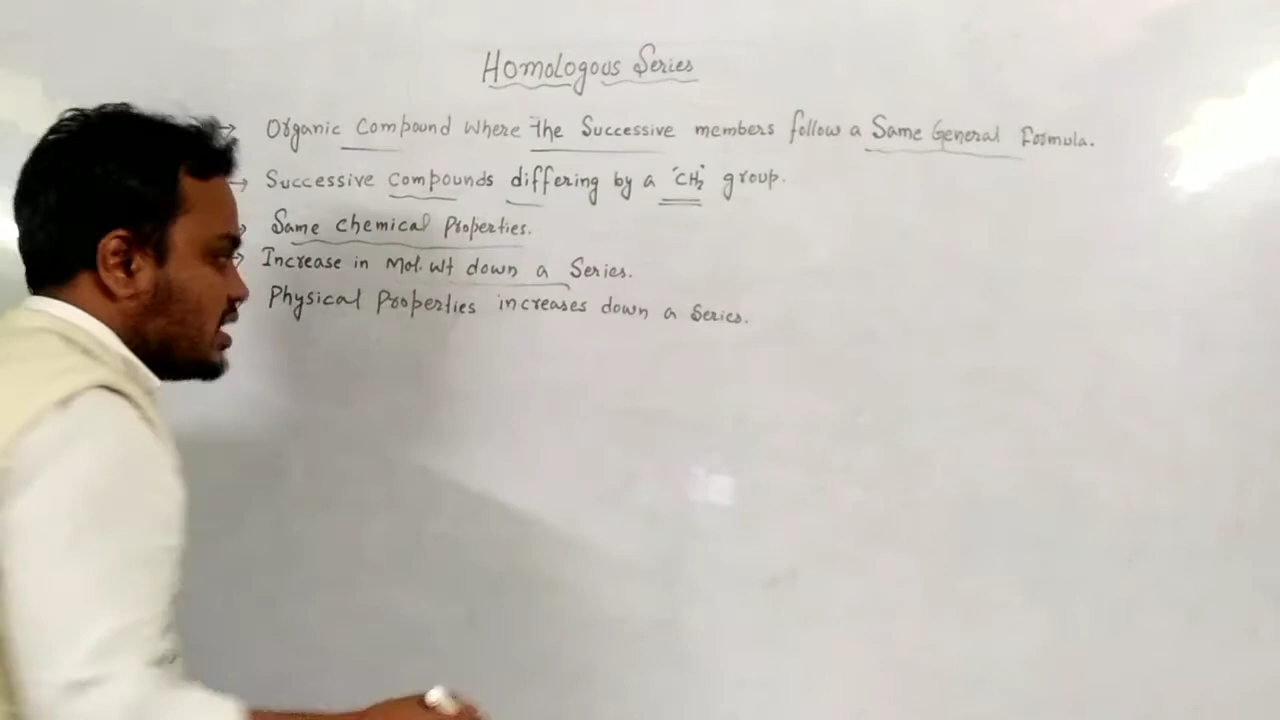 Homologous Series
→ Organic Compound Where the Successive members follow a Same General Formula.
→ Successive Compounds differing by a "CH₂" group.
→ Same chemical Properties.
→ Increase in Mol. Wt down a Series.
Physical Properties increases down a Series.